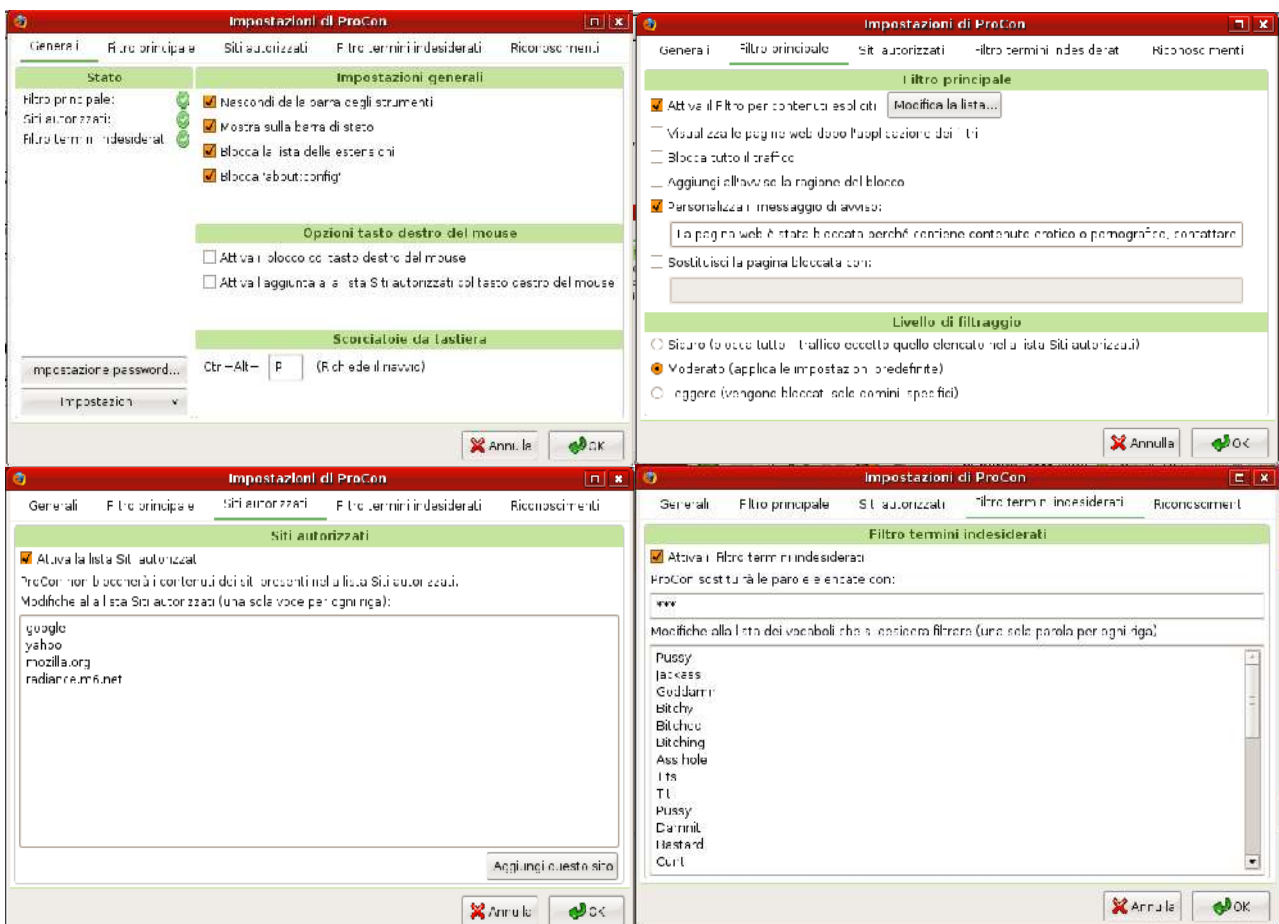 Impostazioni di ProCon
Generali Filtro principale Siti autorizzati Filtro termini indesiderati Riconoscimenti
Stato
Filtro principale:
Siti autorizzati:
Filtro termini indesiderati
Impostazioni generali
Nascondi dalla barra degli strumenti
Mostra sulla barra di stato
Blocca la lista delle estensioni
Blocca 'about:config'
Opzioni tasto destro del mouse
Attiva il blocco col tasto destro del mouse
Attiva l'aggiunta alla lista Siti autorizzati col tasto destro del mouse
Scorciatoie da tastiera
Ctrl+Alt+ P (Richiede il riavvio)
Impostazione password...
Impostazioni
Annulla OK
Impostazioni di ProCon
Generali Filtro principale Siti autorizzati Filtro termini indesiderati Riconoscimenti
Filtro principale
Attiva il Filtro per contenuti espliciti Modifica la lista...
Visualizza le pagine web dopo l'applicazione dei filtri
Blocca tutto il traffico
Aggiungi all'avviso la ragione del blocco
Personalizza il messaggio di avviso:
La pagina web è stata bloccata perché contiene contenuto erotico o pornografico, contattare
Sostituisci la pagina bloccata con:
Livello di filtraggio
Sicuro (blocca tutto il traffico eccetto quello elencato nella lista Siti autorizzati)
Moderato (applica le impostazioni predefinite)
Leggero (vengono bloccati solo domini specifici)
Annulla OK
Impostazioni di ProCon
Generali Filtro principale Siti autorizzati Filtro termini indesiderati Riconoscimenti
Siti autorizzati
Attiva la lista Siti autorizzati
ProCon non bloccherà i contenuti dei siti presenti nella lista Siti autorizzati.
Modifiche alla lista Siti autorizzati (una sola voce per ogni riga):
google
yahoo
mozilla.org
radiance.m6.net
Aggiungi questo sito
Annulla OK
Impostazioni di ProCon
Generali Filtro principale Siti autorizzati Filtro termini indesiderati Riconoscimenti
Filtro termini indesiderati
Attiva il Filtro termini indesiderati
ProCon sostituirà le parole elencate con:
***
Modifiche alla lista dei vocaboli che si desidera filtrare (una sola parola per ogni riga)
Pussy
Jackass
Goddamn
Bitchy
Bitched
Bitching
Ass hole
Tits
Tit
Pussy
Damnit
Bastard
Cunt
Annulla OK